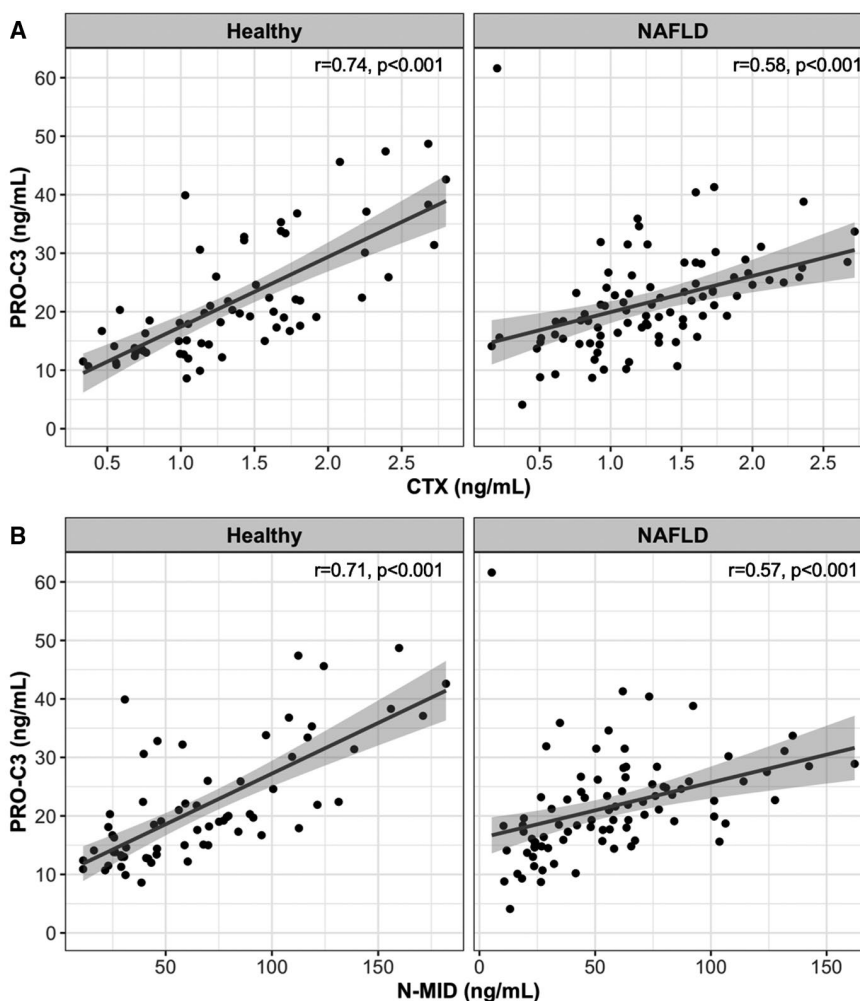 A
Healthy
NAFLD
r=0.74, p<0.001
r=0.58, p<0.001
PRO-C3 (ng/mL)
60
50
40
30
20
10
0
0.5 1.0 1.5 2.0 2.5
0.5 1.0 1.5 2.0 2.5
CTX (ng/mL)
B
Healthy
NAFLD
r=0.71, p<0.001
r=0.57, p<0.001
PRO-C3 (ng/mL)
60
50
40
30
20
10
0
50 100 150
0 50 100 150
N-MID (ng/mL)